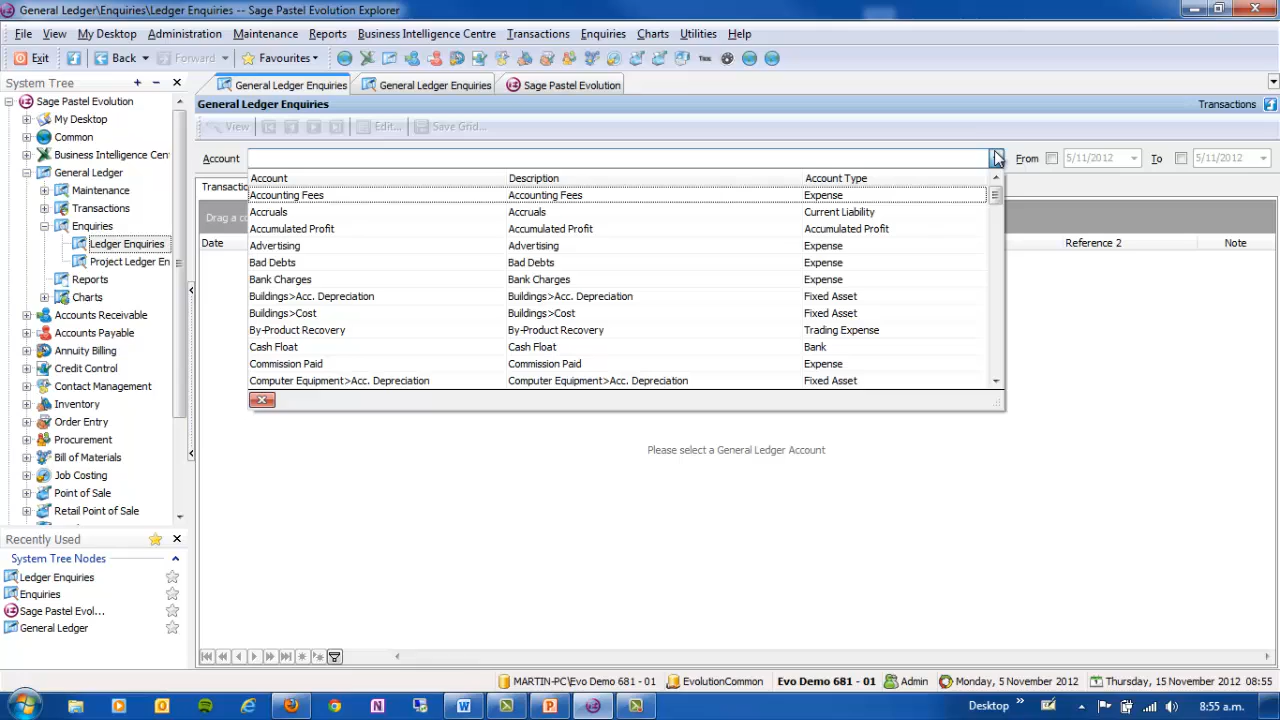 General Ledger\Enquiries\Ledger Enquiries -- Sage Pastel Evolution Explorer
File View My Desktop Administration Maintenance Reports Business Intelligence Centre Transactions Enquiries Charts Utilities Help
Exit Back Forward Favourites
System Tree
General Ledger Enquiries General Ledger Enquiries Sage Pastel Evolution
Sage Pastel Evolution
General Ledger Enquiries Transactions
My Desktop
View Edit... Save Grid...
Common
Business Intelligence Cen
Account From 5/11/2012 To 5/11/2012
General Ledger
Account Description Account Type
Maintenance
Transactio
Accounting Fees Accounting Fees Expense
Transactions
Accruals Accruals Current Liability
Drag a co
Enquiries
Accumulated Profit Accumulated Profit Accumulated Profit
Ledger Enquiries
Date Reference 2 Note
Advertising Advertising Expense
Project Ledger En
Bad Debts Bad Debts Expense
Reports
Bank Charges Bank Charges Expense
Charts
Buildings>Acc. Depreciation Buildings>Acc. Depreciation Fixed Asset
Accounts Receivable
Buildings>Cost Buildings>Cost Fixed Asset
Accounts Payable
By-Product Recovery By-Product Recovery Trading Expense
Annuity Billing
Cash Float Cash Float Bank
Credit Control
Commission Paid Commission Paid Expense
Contact Management
Computer Equipment>Acc. Depreciation Computer Equipment>Acc. Depreciation Fixed Asset
Inventory
Order Entry
Procurement
Please select a General Ledger Account
Bill of Materials
Job Costing
Point of Sale
Retail Point of Sale
Recently Used
System Tree Nodes
Ledger Enquiries
Enquiries
Sage Pastel Evol...
General Ledger
MARTIN-PC\Evo Demo 681 - 01 EvolutionCommon Evo Demo 681 - 01 Admin Monday, 5 November 2012 Thursday, 15 November 2012 08:55
Desktop 8:55 a.m.